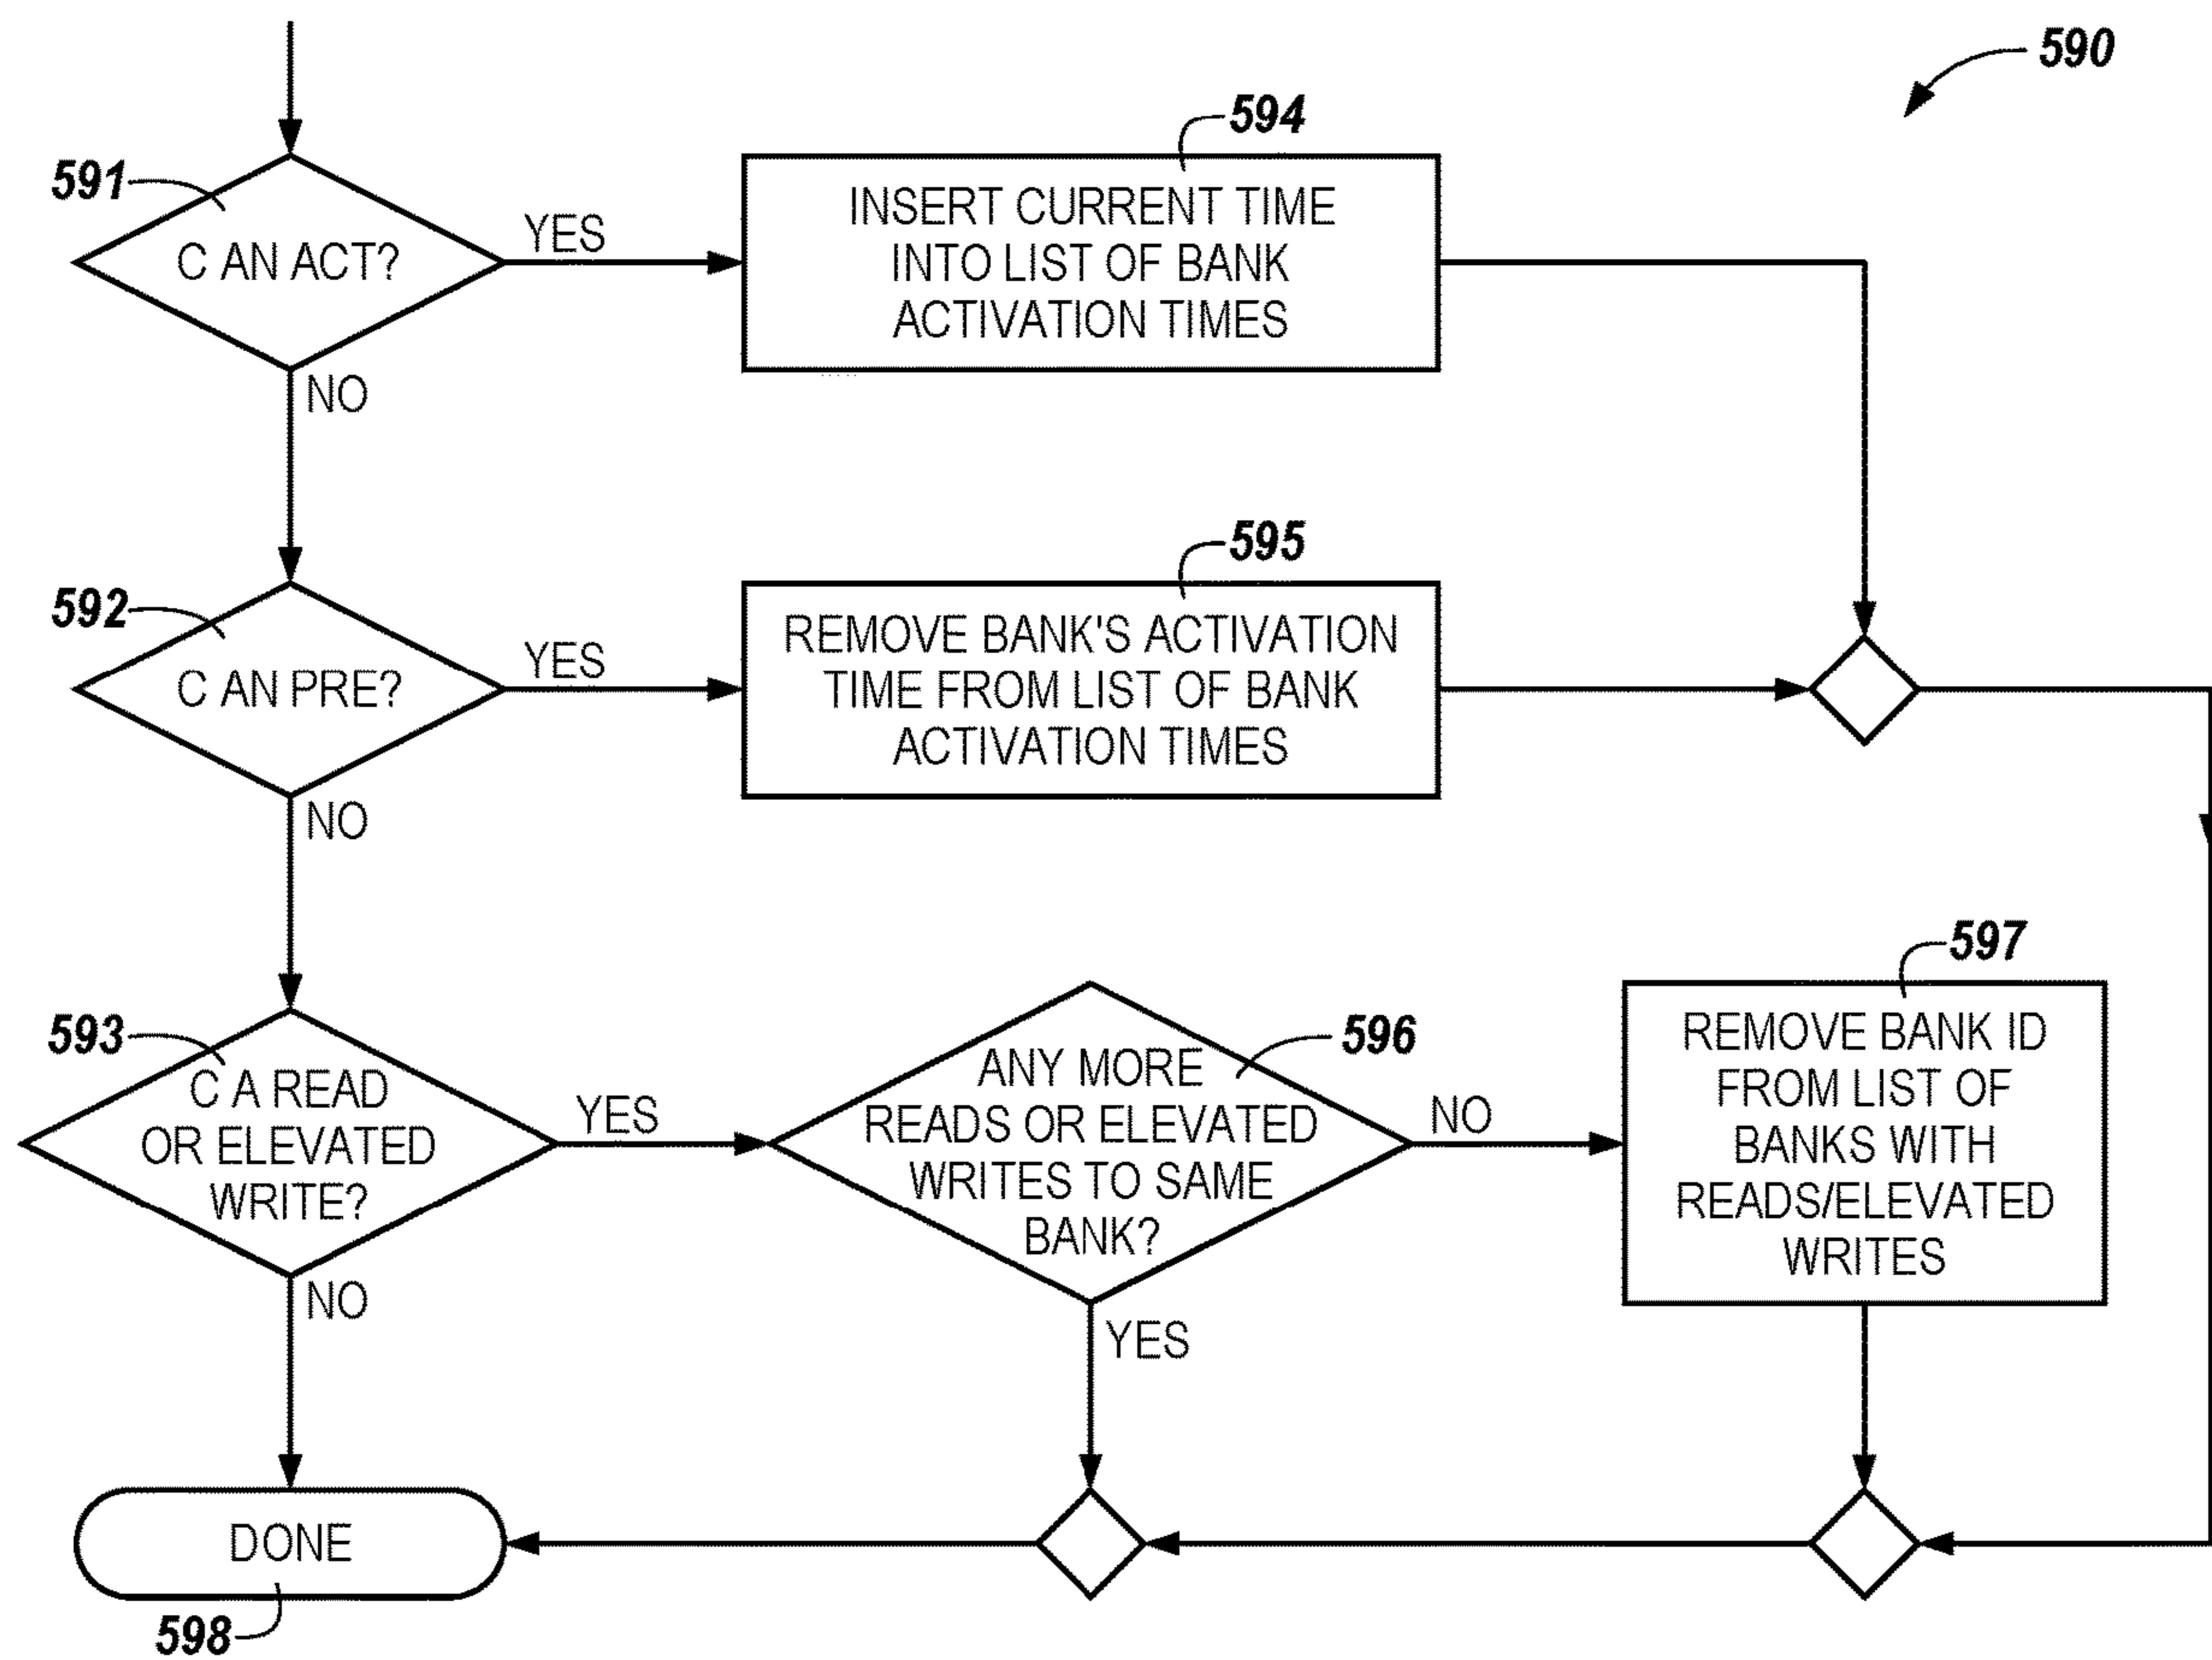 590
594
591
INSERT CURRENT TIME
INTO LIST OF BANK
ACTIVATION TIMES
C AN ACT?
YES
NO
595
592
REMOVE BANK'S ACTIVATION
TIME FROM LIST OF BANK
ACTIVATION TIMES
C AN PRE?
YES
NO
597
593
596
C A READ
OR ELEVATED
WRITE?
YES
ANY MORE
READS OR ELEVATED
WRITES TO SAME
BANK?
NO
REMOVE BANK ID
FROM LIST OF
BANKS WITH
READS/ELEVATED
WRITES
NO
YES
DONE
598